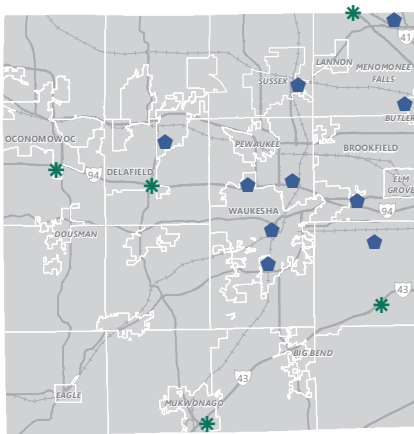 41
LANNON
MENOMONEE
FALLS
SUSSEX
BUTLER
OCONOMOWOC
PEWAUKEE
BROOKFIELD
94
DELAFIELD
ELM
GROVE
WAUKESHA
94
DOUSMAN
43
BIG BEND
43
EAGLE
MUKWONAGO